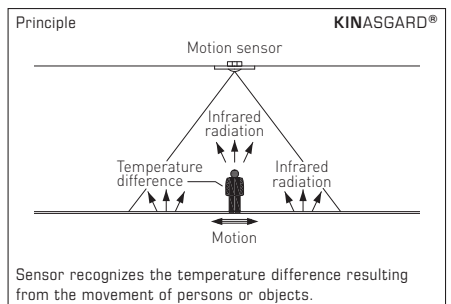 Principle KINASGARD®
Motion sensor
Infrared
radiation
Temperature
difference
Infrared
radiation
Motion
Sensor recognizes the temperature difference resulting
from the movement of persons or objects.